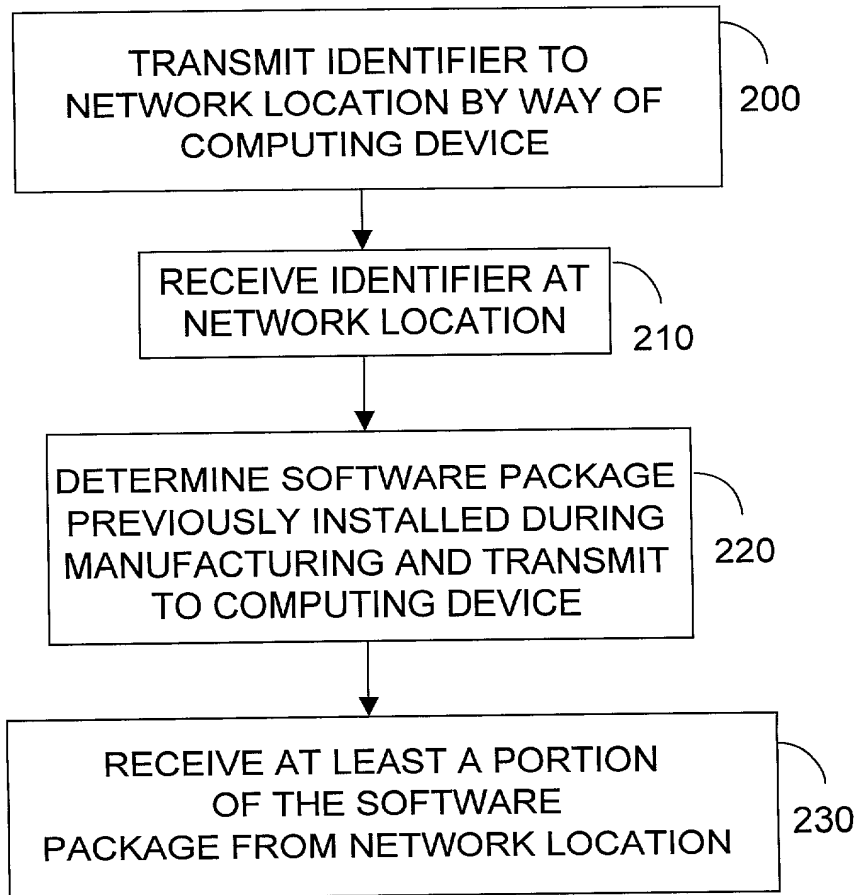 TRANSMIT IDENTIFIER TO
NETWORK LOCATION BY WAY OF
COMPUTING DEVICE
200
RECEIVE IDENTIFIER AT
NETWORK LOCATION
210
DETERMINE SOFTWARE PACKAGE
PREVIOUSLY INSTALLED DURING
MANUFACTURING AND TRANSMIT
TO COMPUTING DEVICE
220
RECEIVE AT LEAST A PORTION
OF THE SOFTWARE
PACKAGE FROM NETWORK LOCATION
230